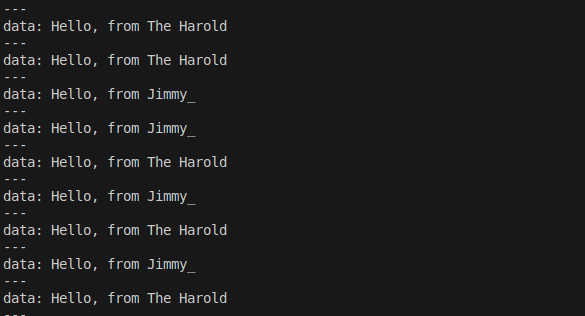 ---
data: Hello, from The Harold
---
data: Hello, from The Harold
---
data: Hello, from Jimmy_
---
data: Hello, from Jimmy_
---
data: Hello, from The Harold
---
data: Hello, from Jimmy_
---
data: Hello, from The Harold
---
data: Hello, from Jimmy_
---
data: Hello, from The Harold
---